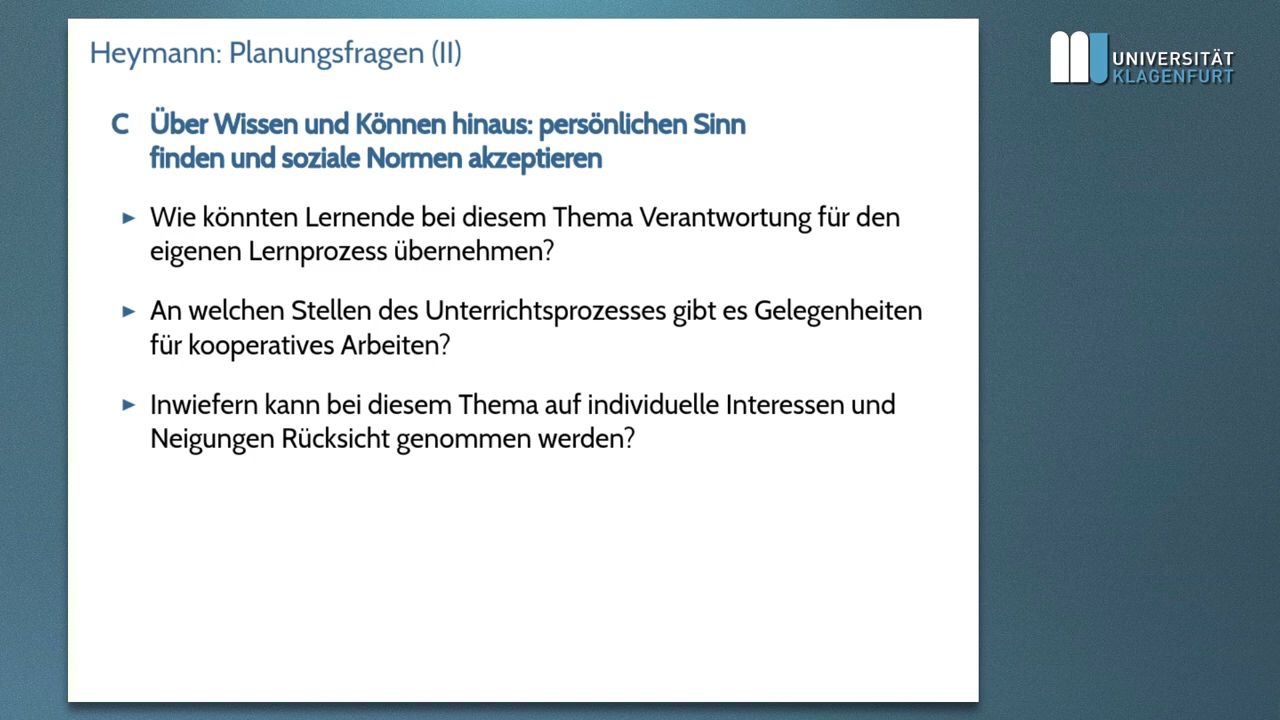 Heymann: Planungsfragen (II)
UNIVERSITÄT
KLAGENFURT
C Über Wissen und Können hinaus: persönlichen Sinn
finden und soziale Normen akzeptieren
► Wie könnten Lernende bei diesem Thema Verantwortung für den
eigenen Lernprozess übernehmen?
► An welchen Stellen des Unterrichtsprozesses gibt es Gelegenheiten
für kooperatives Arbeiten?
► Inwiefern kann bei diesem Thema auf individuelle Interessen und
Neigungen Rücksicht genommen werden?